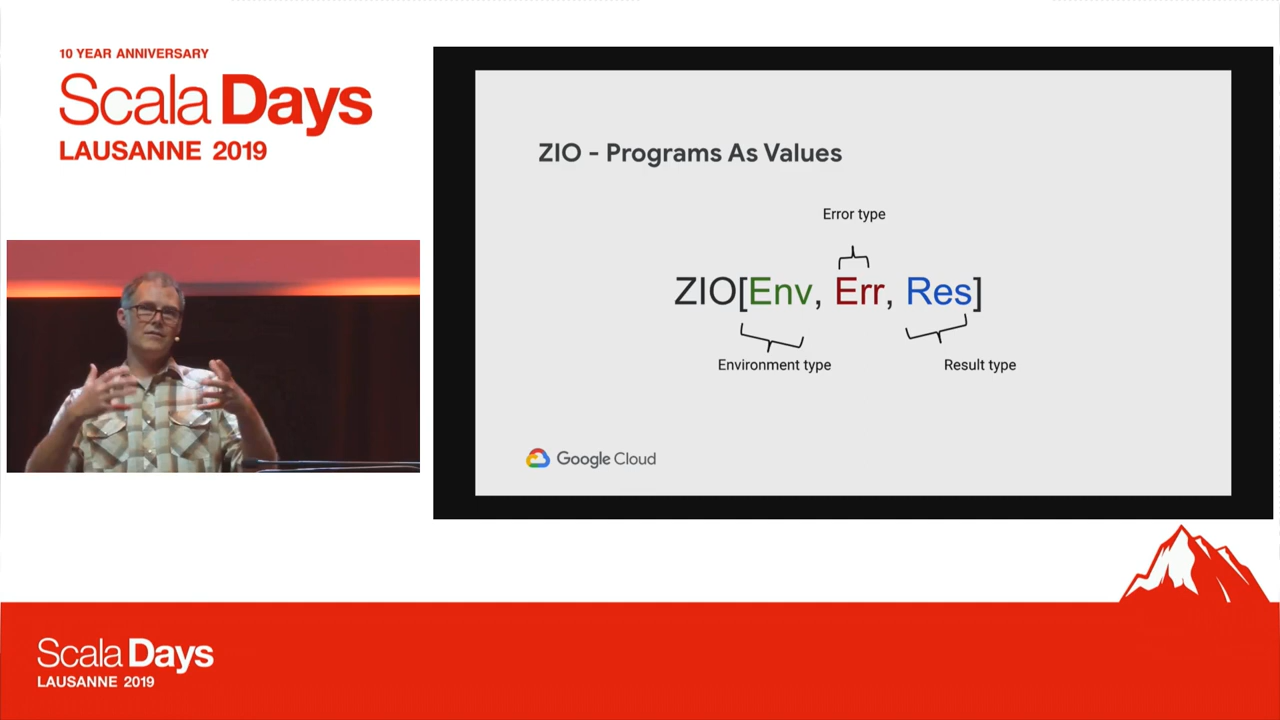 10 YEAR ANNIVERSARY
Scala Days
LAUSANNE 2019
ZIO - Programs As Values
Error type
ZIO[Env, Err, Res]
Environment type
Result type
Google Cloud
Scala Days
LAUSANNE 2019